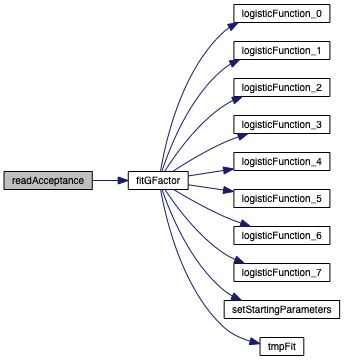 logisticFunction_0
logisticFunction_1
logisticFunction_2
logisticFunction_3
readAcceptance
fitGFactor
logisticFunction_4
logisticFunction_5
logisticFunction_6
logisticFunction_7
setStartingParameters
tmpFit